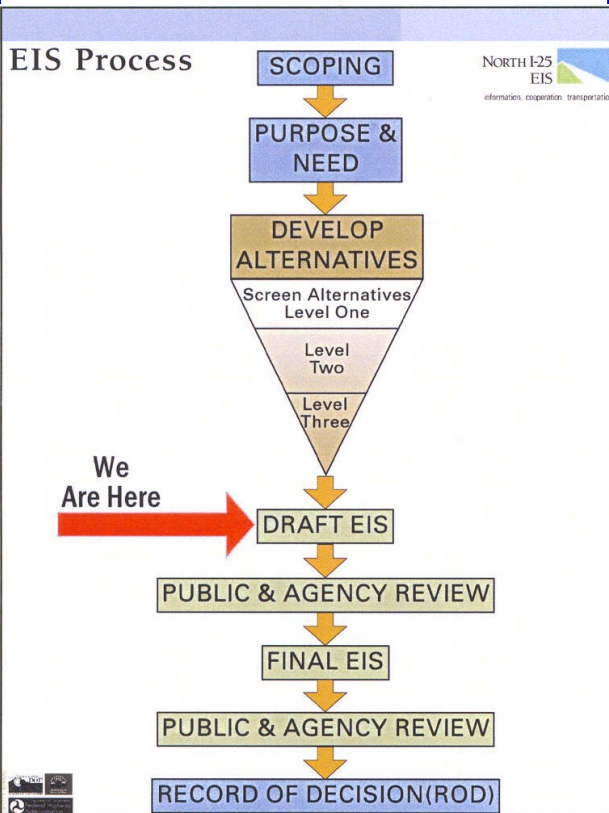 EIS Process
NORTH I-25
EIS
information. cooperation. transportation
SCOPING
PURPOSE &
NEED
DEVELOP
ALTERNATIVES
Screen Alternatives
Level One
Level
Two
Level
Three
We
Are Here
DRAFT EIS
PUBLIC & AGENCY REVIEW
FINAL EIS
PUBLIC & AGENCY REVIEW
RECORD OF DECISION(ROD)